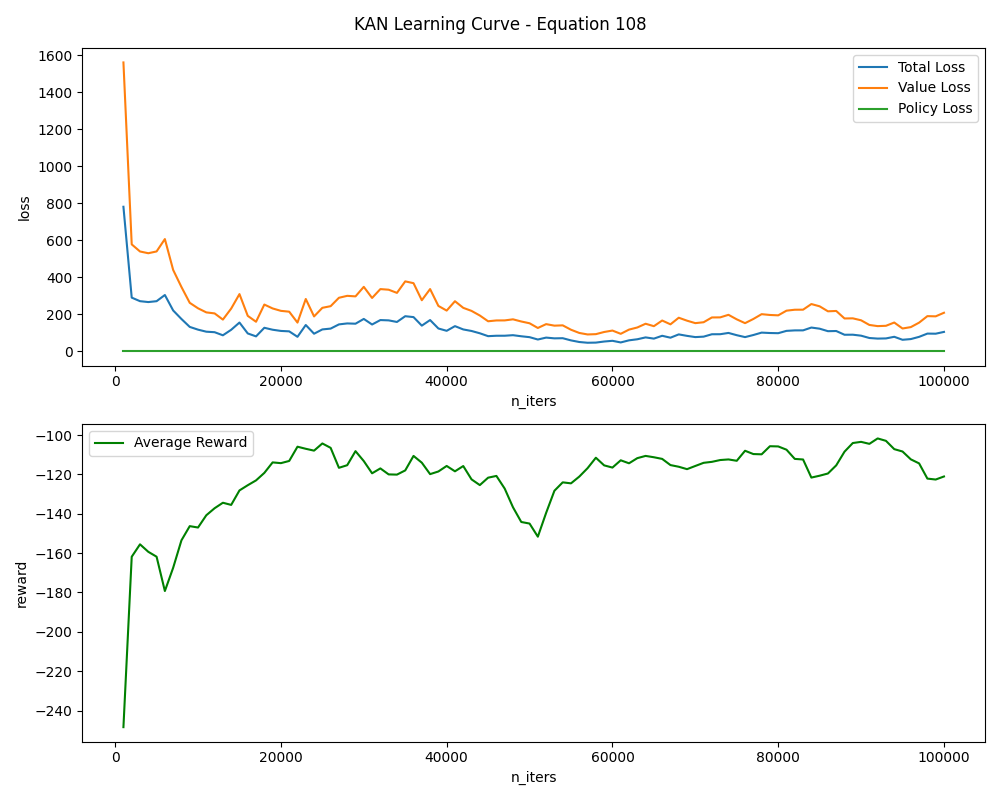 KAN Learning Curve - Equation 108
1600
1400
1200
1000
800
600
400
200
0
loss
Total Loss
Value Loss
Policy Loss
0 20000 40000 60000 80000 100000
n_iters
−100
−120
−140
−160
−180
−200
−220
−240
reward
Average Reward
0 20000 40000 60000 80000 100000
n_iters